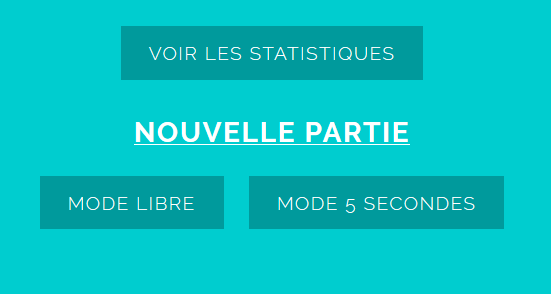 VOIR LES STATISTIQUES
NOUVELLE PARTIE
MODE LIBRE
MODE 5 SECONDES